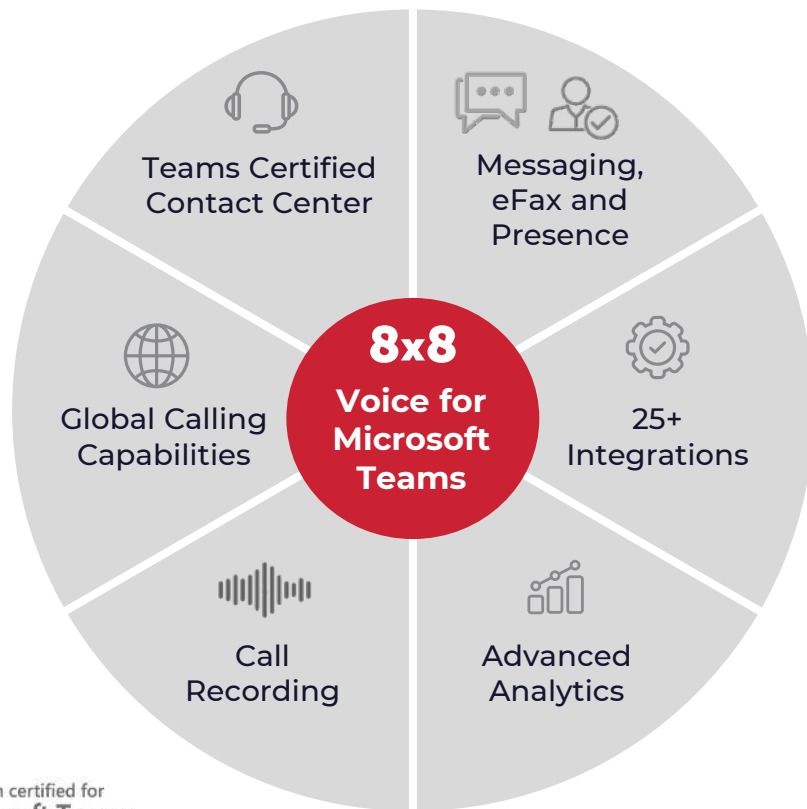 Teams Certified
Contact Center
Messaging,
eFax and
Presence
Global Calling
Capabilities
8x8
Voice for
Microsoft
Teams
25+
Integrations
Call
Recording
Advanced
Analytics
certified for